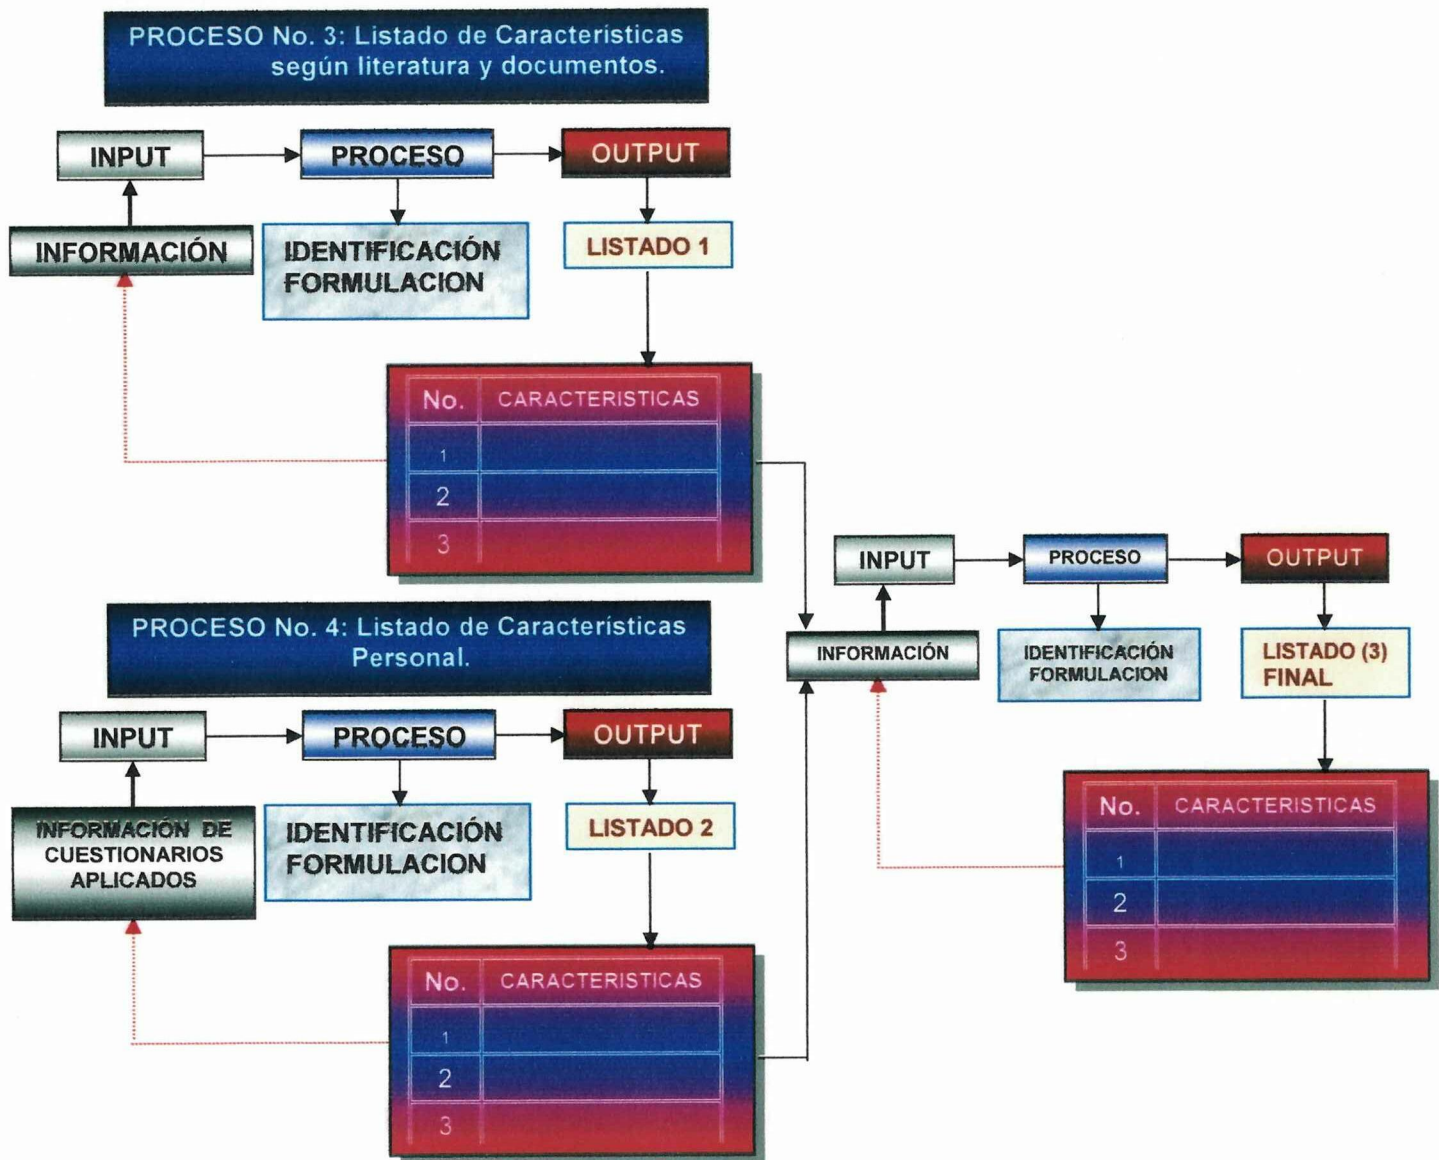 PROCESO No. 3: Listado de Características
según literatura y documentos.
INPUT
PROCESO
OUTPUT
INFORMACIÓN
IDENTIFICACIÓN
FORMULACION
LISTADO 1
No. CARACTERISTICAS
1
2
3
PROCESO No. 4: Listado de Características
Personal.
INPUT
PROCESO
OUTPUT
INFORMACIÓN DE
CUESTIONARIOS
APLICADOS
IDENTIFICACIÓN
FORMULACION
LISTADO 2
No. CARACTERISTICAS
1
2
3
INPUT
PROCESO
OUTPUT
INFORMACIÓN
IDENTIFICACIÓN
FORMULACION
LISTADO (3)
FINAL
No. CARACTERISTICAS
1
2
3